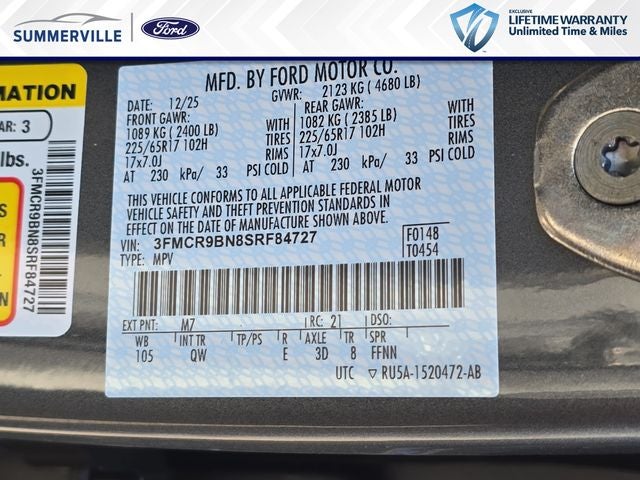 SUMMERVILLE
Ford
EXCLUSIVE
LIFETIME WARRANTY
Unlimited Time & Miles
MATION
AR: 3
lbs.
3FMCR9BN8SRF84727
S
S
EN
MFD. BY FORD MOTOR CO.
DATE: 12/25 GVWR: 2123 KG ( 4680 LB)
FRONT GAWR: REAR GAWR:
1089 KG ( 2400 LB) WITH 1082 KG ( 2385 LB) WITH
225/65R17 102H TIRES 225/65R17 102H TIRES
17x7.0J RIMS 17x7.0J RIMS
AT 230 kPa/ 33 PSI COLD AT 230 kPa/ 33 PSI COLD
THIS VEHICLE CONFORMS TO ALL APPLICABLE FEDERAL MOTOR
VEHICLE SAFETY AND THEFT PREVENTION STANDARDS IN
EFFECT ON THE DATE OF MANUFACTURE SHOWN ABOVE.
VIN: 3FMCR9BN8SRF84727 F0148
TYPE: MPV T0454
EXT PNT: M7 RC: 21 DSO:
WB INT TR TP/PS R AXLE TR SPR
105 QW E 3D 8 FFNN
UTC ▽ RU5A-1520472-AB